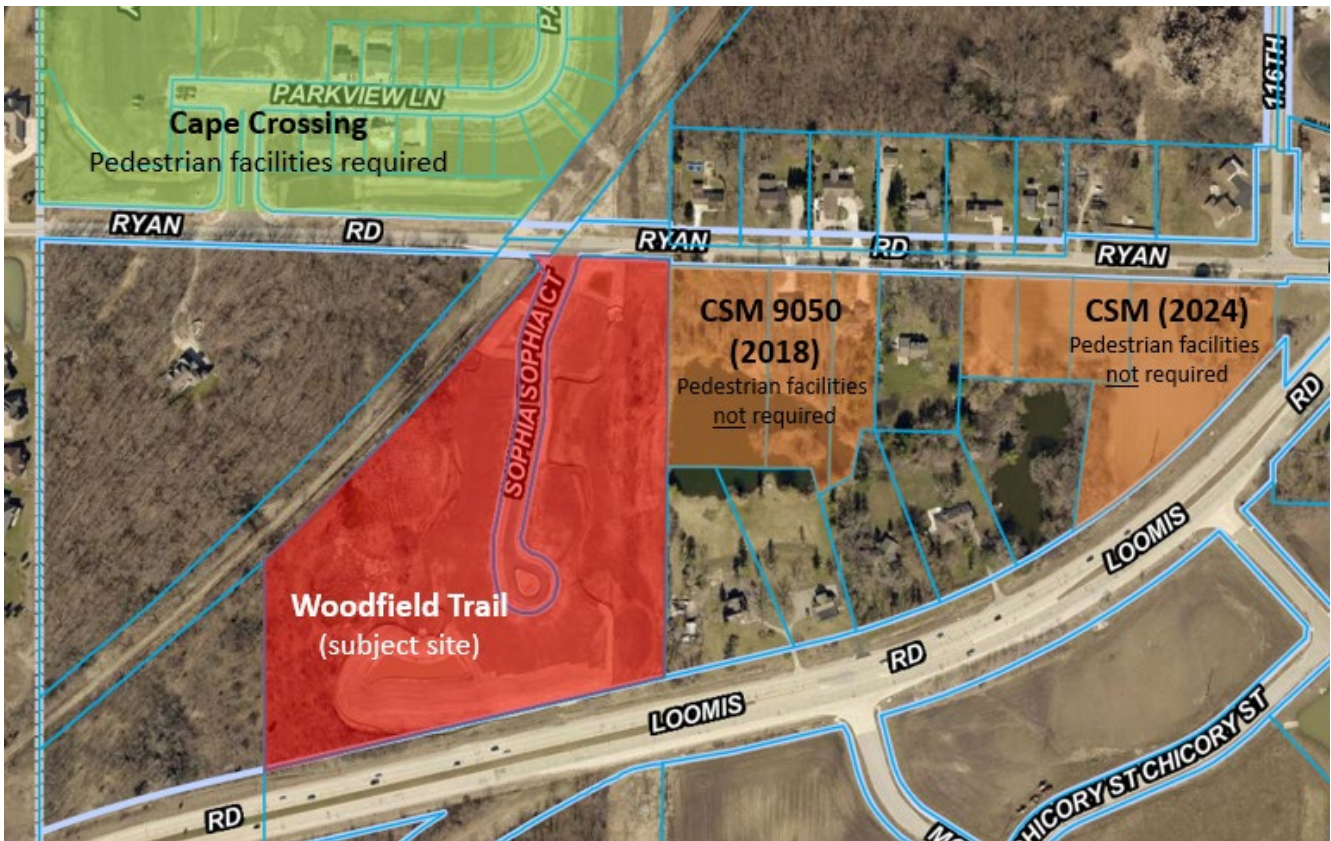 PARKVIEW LN
Cape Crossing
Pedestrian facilities required
116TH
RYAN
RD
RYAN
RD
RYAN
SOPHIA SOPHIA CT
CSM 9050
(2018)
Pedestrian facilities
not required
CSM (2024)
Pedestrian facilities
not required
RD
LOOMIS
Woodfield Trail
(subject site)
RD
LOOMIS
CHICORY ST CHICORY ST
RD